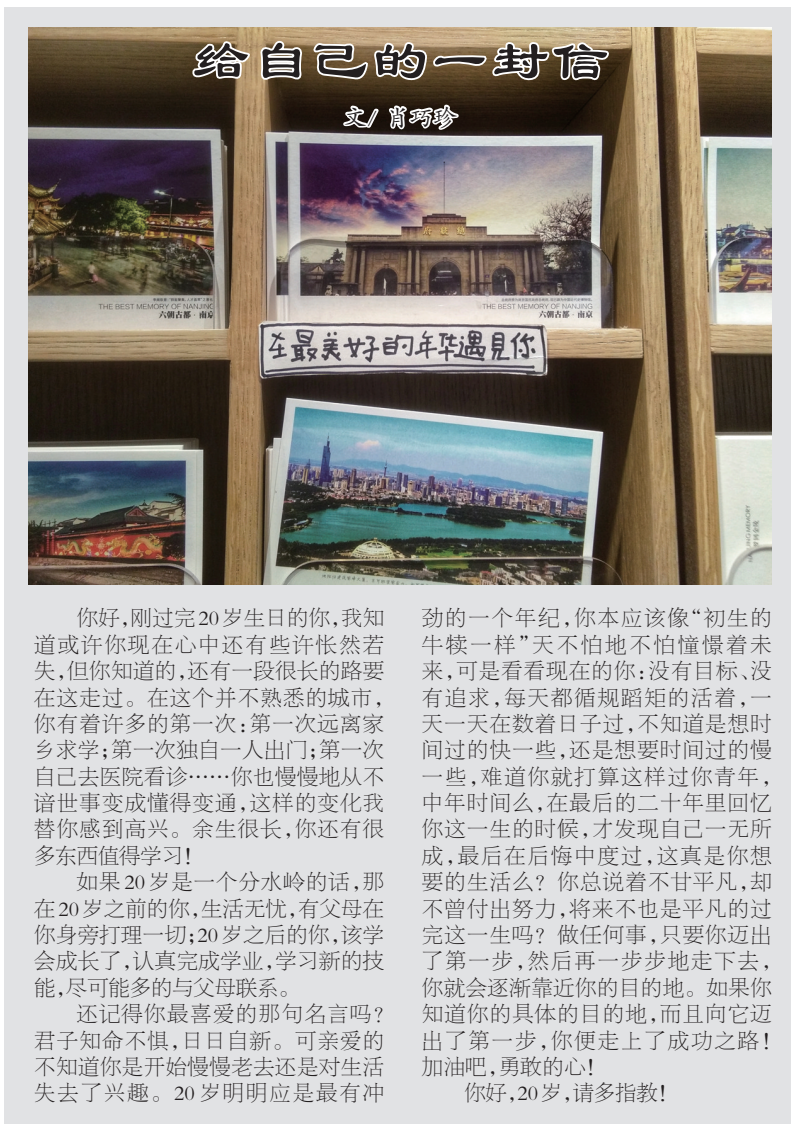 给自己的一封信
文/ 肖巧珍
总统府
THE BEST MEMORY OF NANJING
六朝古都·南京
THE BEST MEMORY OF NANJING
六朝古都·南京
在最美好的年华遇見你
你好,刚过完20岁生日的你,我知
道或许你现在心中还有些许怅然若
失,但你知道的,还有一段很长的路要
在这走过。在这个并不熟悉的城市,
你有着许多的第一次:第一次远离家
乡求学;第一次独自一人出门;第一次
自己去医院看诊……你也慢慢地从不
谙世事变成懂得变通,这样的变化我
替你感到高兴。余生很长,你还有很
多东西值得学习!
如果20岁是一个分水岭的话,那
在20岁之前的你,生活无忧,有父母在
你身旁打理一切;20岁之后的你,该学
会成长了,认真完成学业,学习新的技
能,尽可能多的与父母联系。
还记得你最喜爱的那句名言吗?
君子知命不惧,日日自新。可亲爱的
不知道你是开始慢慢老去还是对生活
失去了兴趣。20岁明明应是最有冲
劲的一个年纪,你本应该像“初生的
牛犊一样”天不怕地不怕憧憬着未
来,可是看看现在的你:没有目标、没
有追求,每天都循规蹈矩的活着,一
天一天在数着日子过,不知道是想时
间过的快一些,还是想要时间过的慢
一些,难道你就打算这样过你青年,
中年时间么,在最后的二十年里回忆
你这一生的时候,才发现自己一无所
成,最后在后悔中度过,这真是你想
要的生活么?你总说着不甘平凡,却
不曾付出努力,将来不也是平凡的过
完这一生吗?做任何事,只要你迈出
了第一步,然后再一步步地走下去,
你就会逐渐靠近你的目的地。如果你
知道你的具体的目的地,而且向它迈
出了第一步,你便走上了成功之路!
加油吧,勇敢的心!
你好,20岁,请多指教!